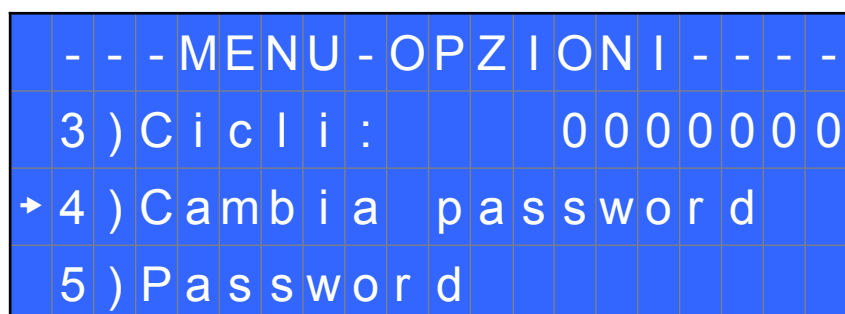 ---MENU-OPZIONI----
3)Cicli:    0000000
→4)Cambia password
5)Password